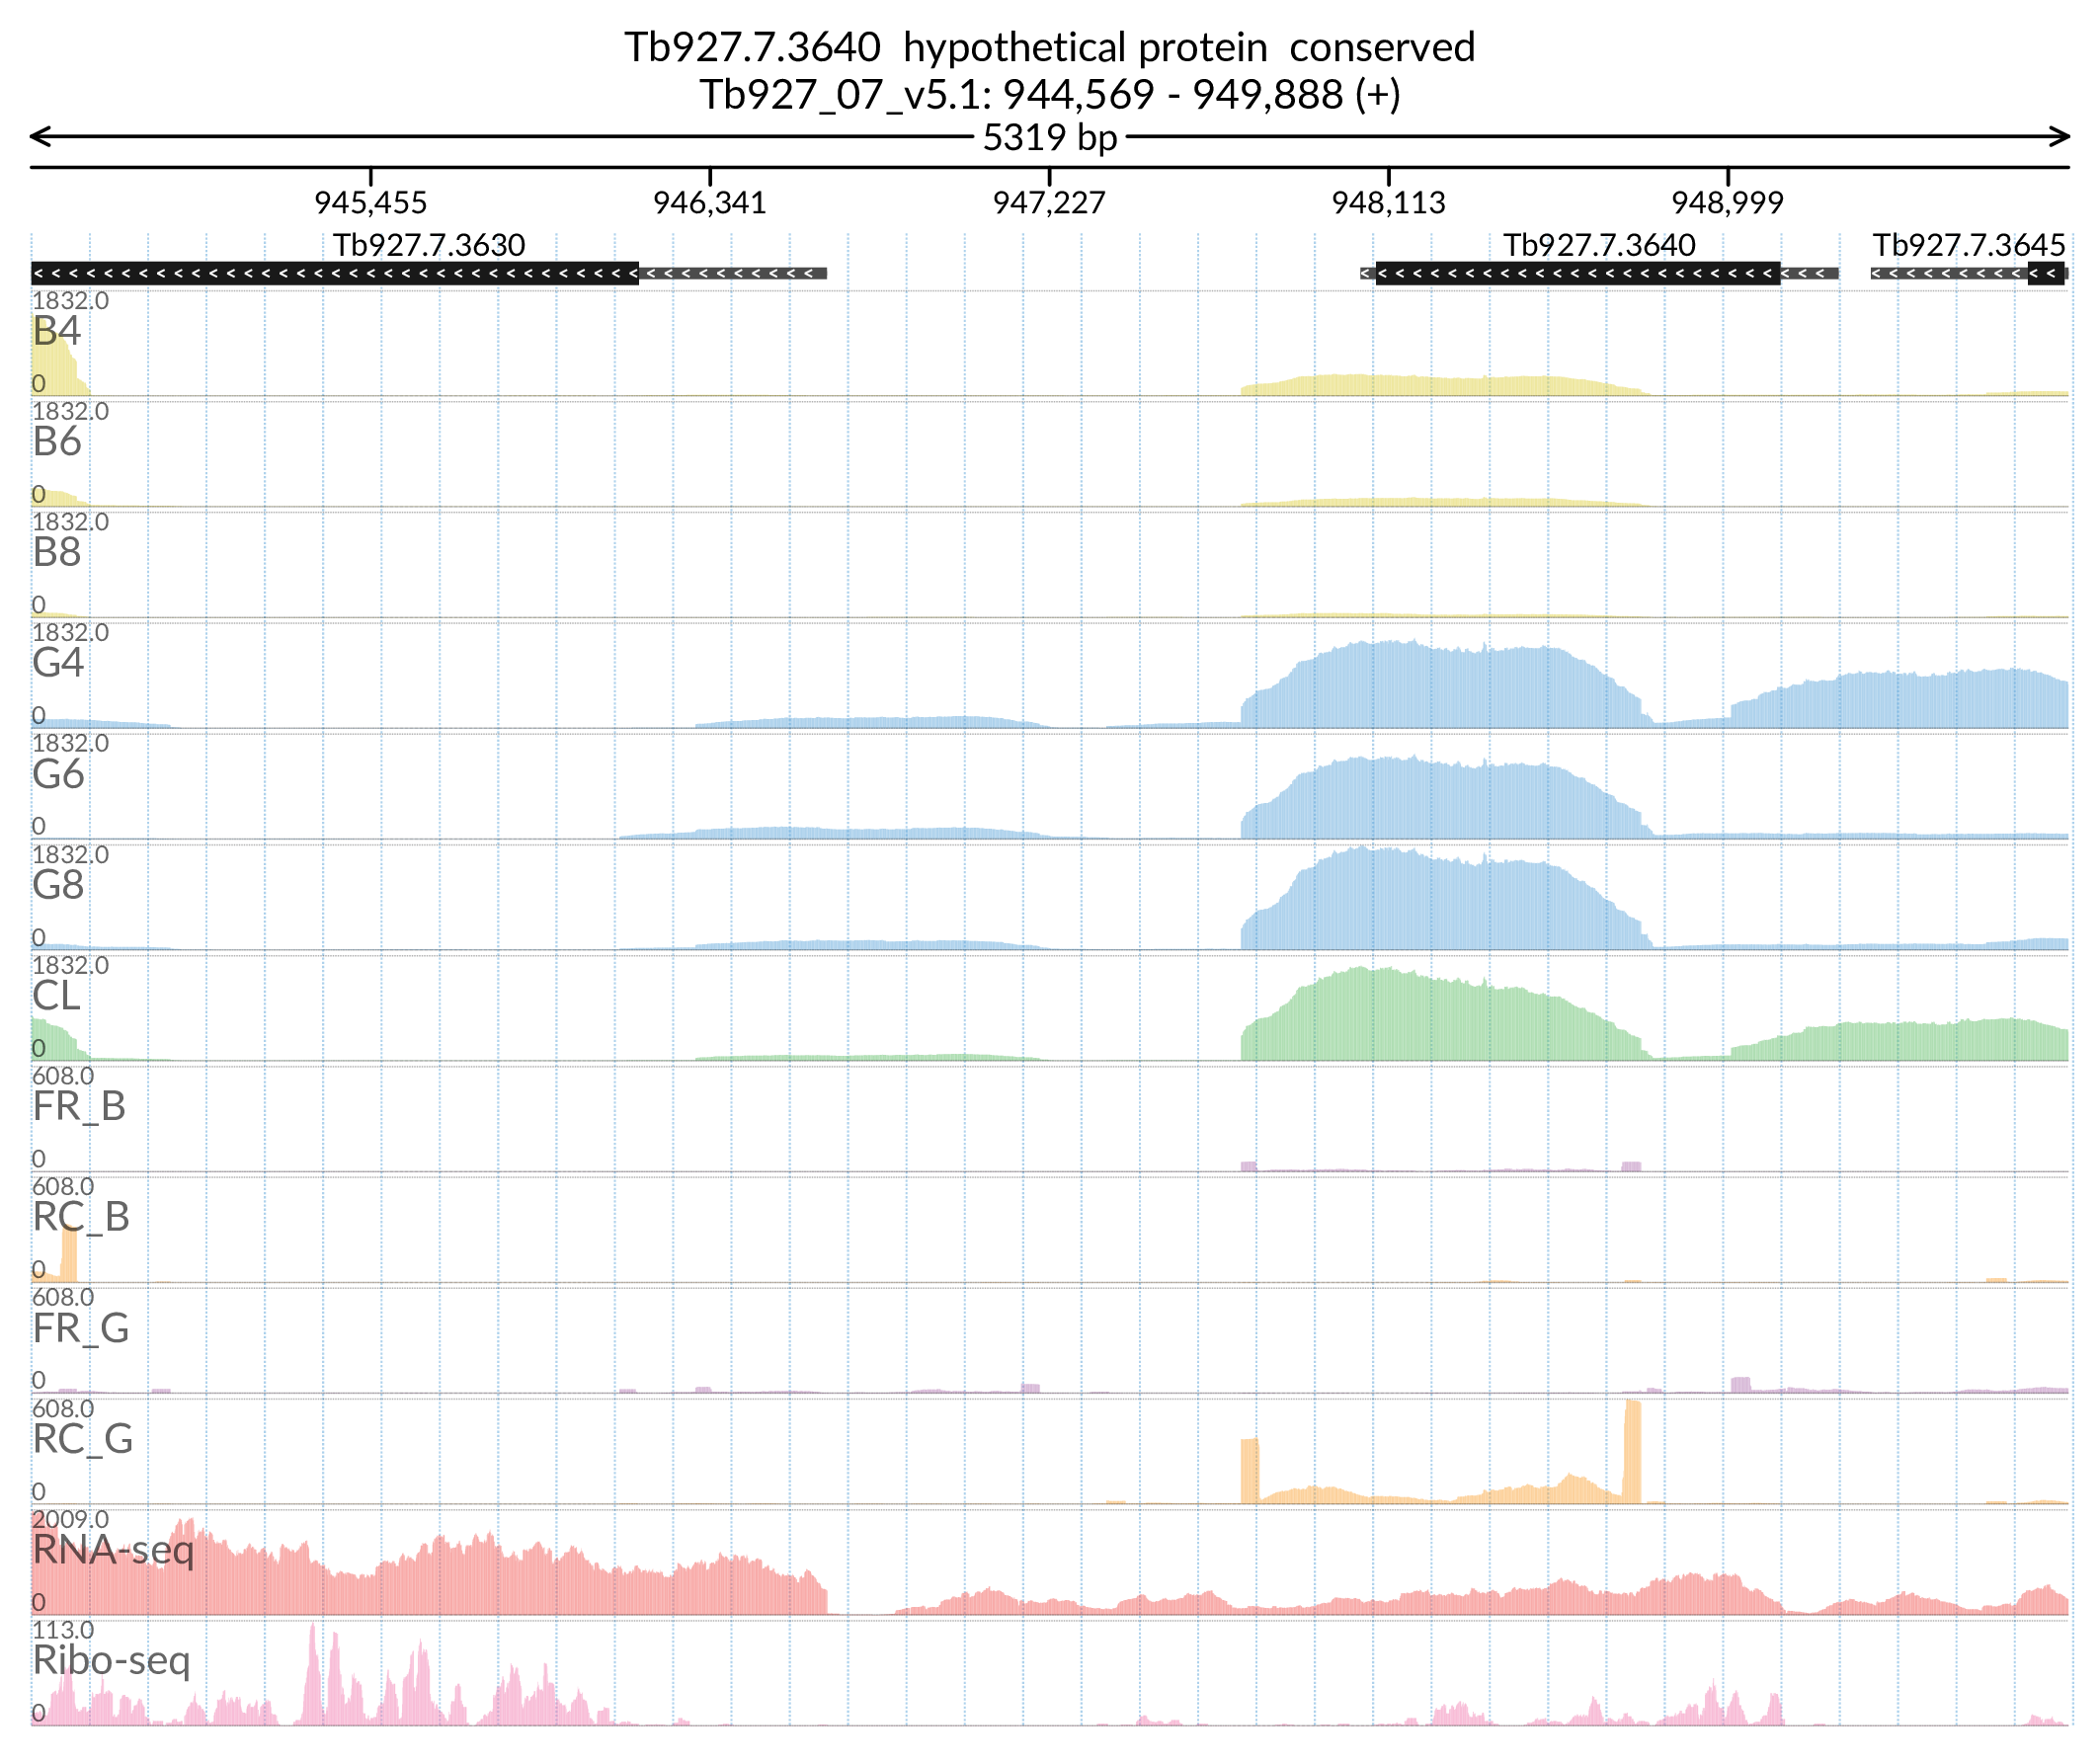 Tb927.7.3640 hypothetical protein conserved
Tb927_07_v5.1: 944,569 - 949,888 (+)
5319 bp
945,455 946,341 947,227 948,113 948,999
Tb927.7.3630 Tb927.7.3640 Tb927.7.3645
1832.0
B4
0
1832.0
B6
0
1832.0
B8
0
1832.0
G4
0
1832.0
G6
0
1832.0
G8
0
1832.0
CL
0
608.0
FR_B
0
608.0
RC_B
0
608.0
FR_G
0
608.0
RC_G
0
2009.0
RNA-seq
0
113.0
Ribo-seq
0